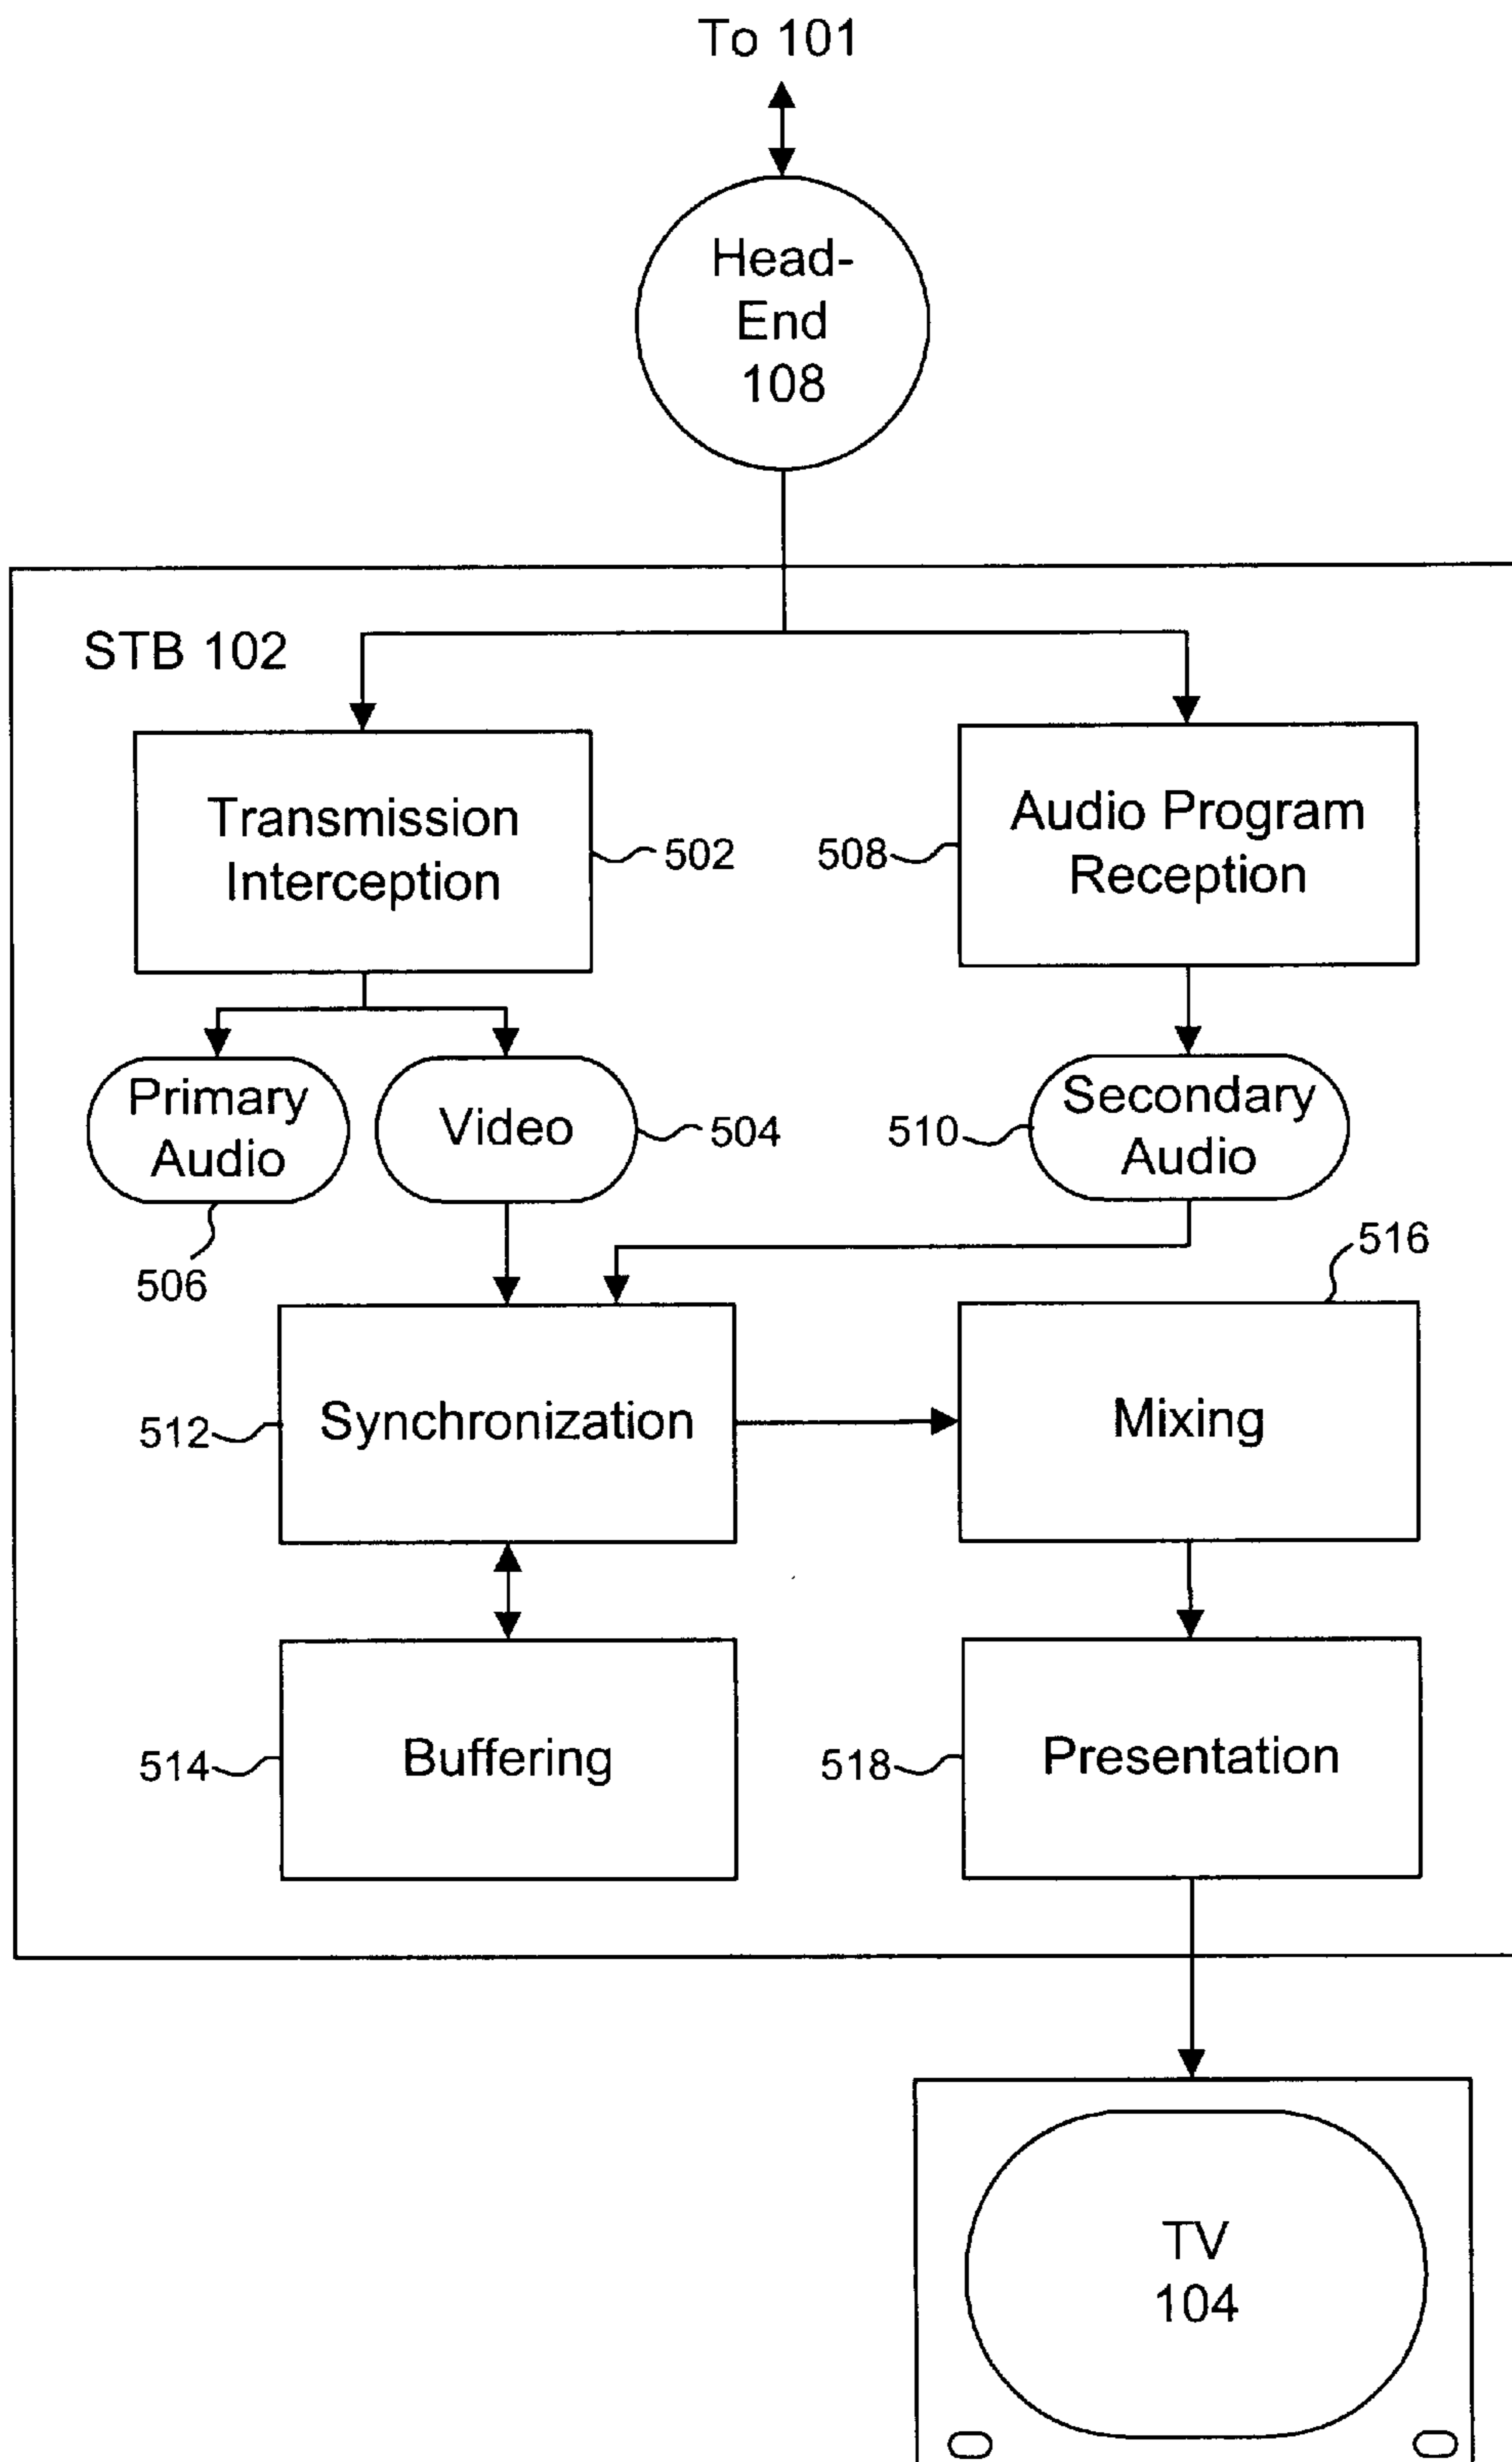 To 101
Head-
End
108
STB 102
Transmission
Interception
502
508
Audio Program
Reception
Primary
Audio
Video
504
510
Secondary
Audio
506
516
512
Synchronization
Mixing
514
Buffering
518
Presentation
TV
104